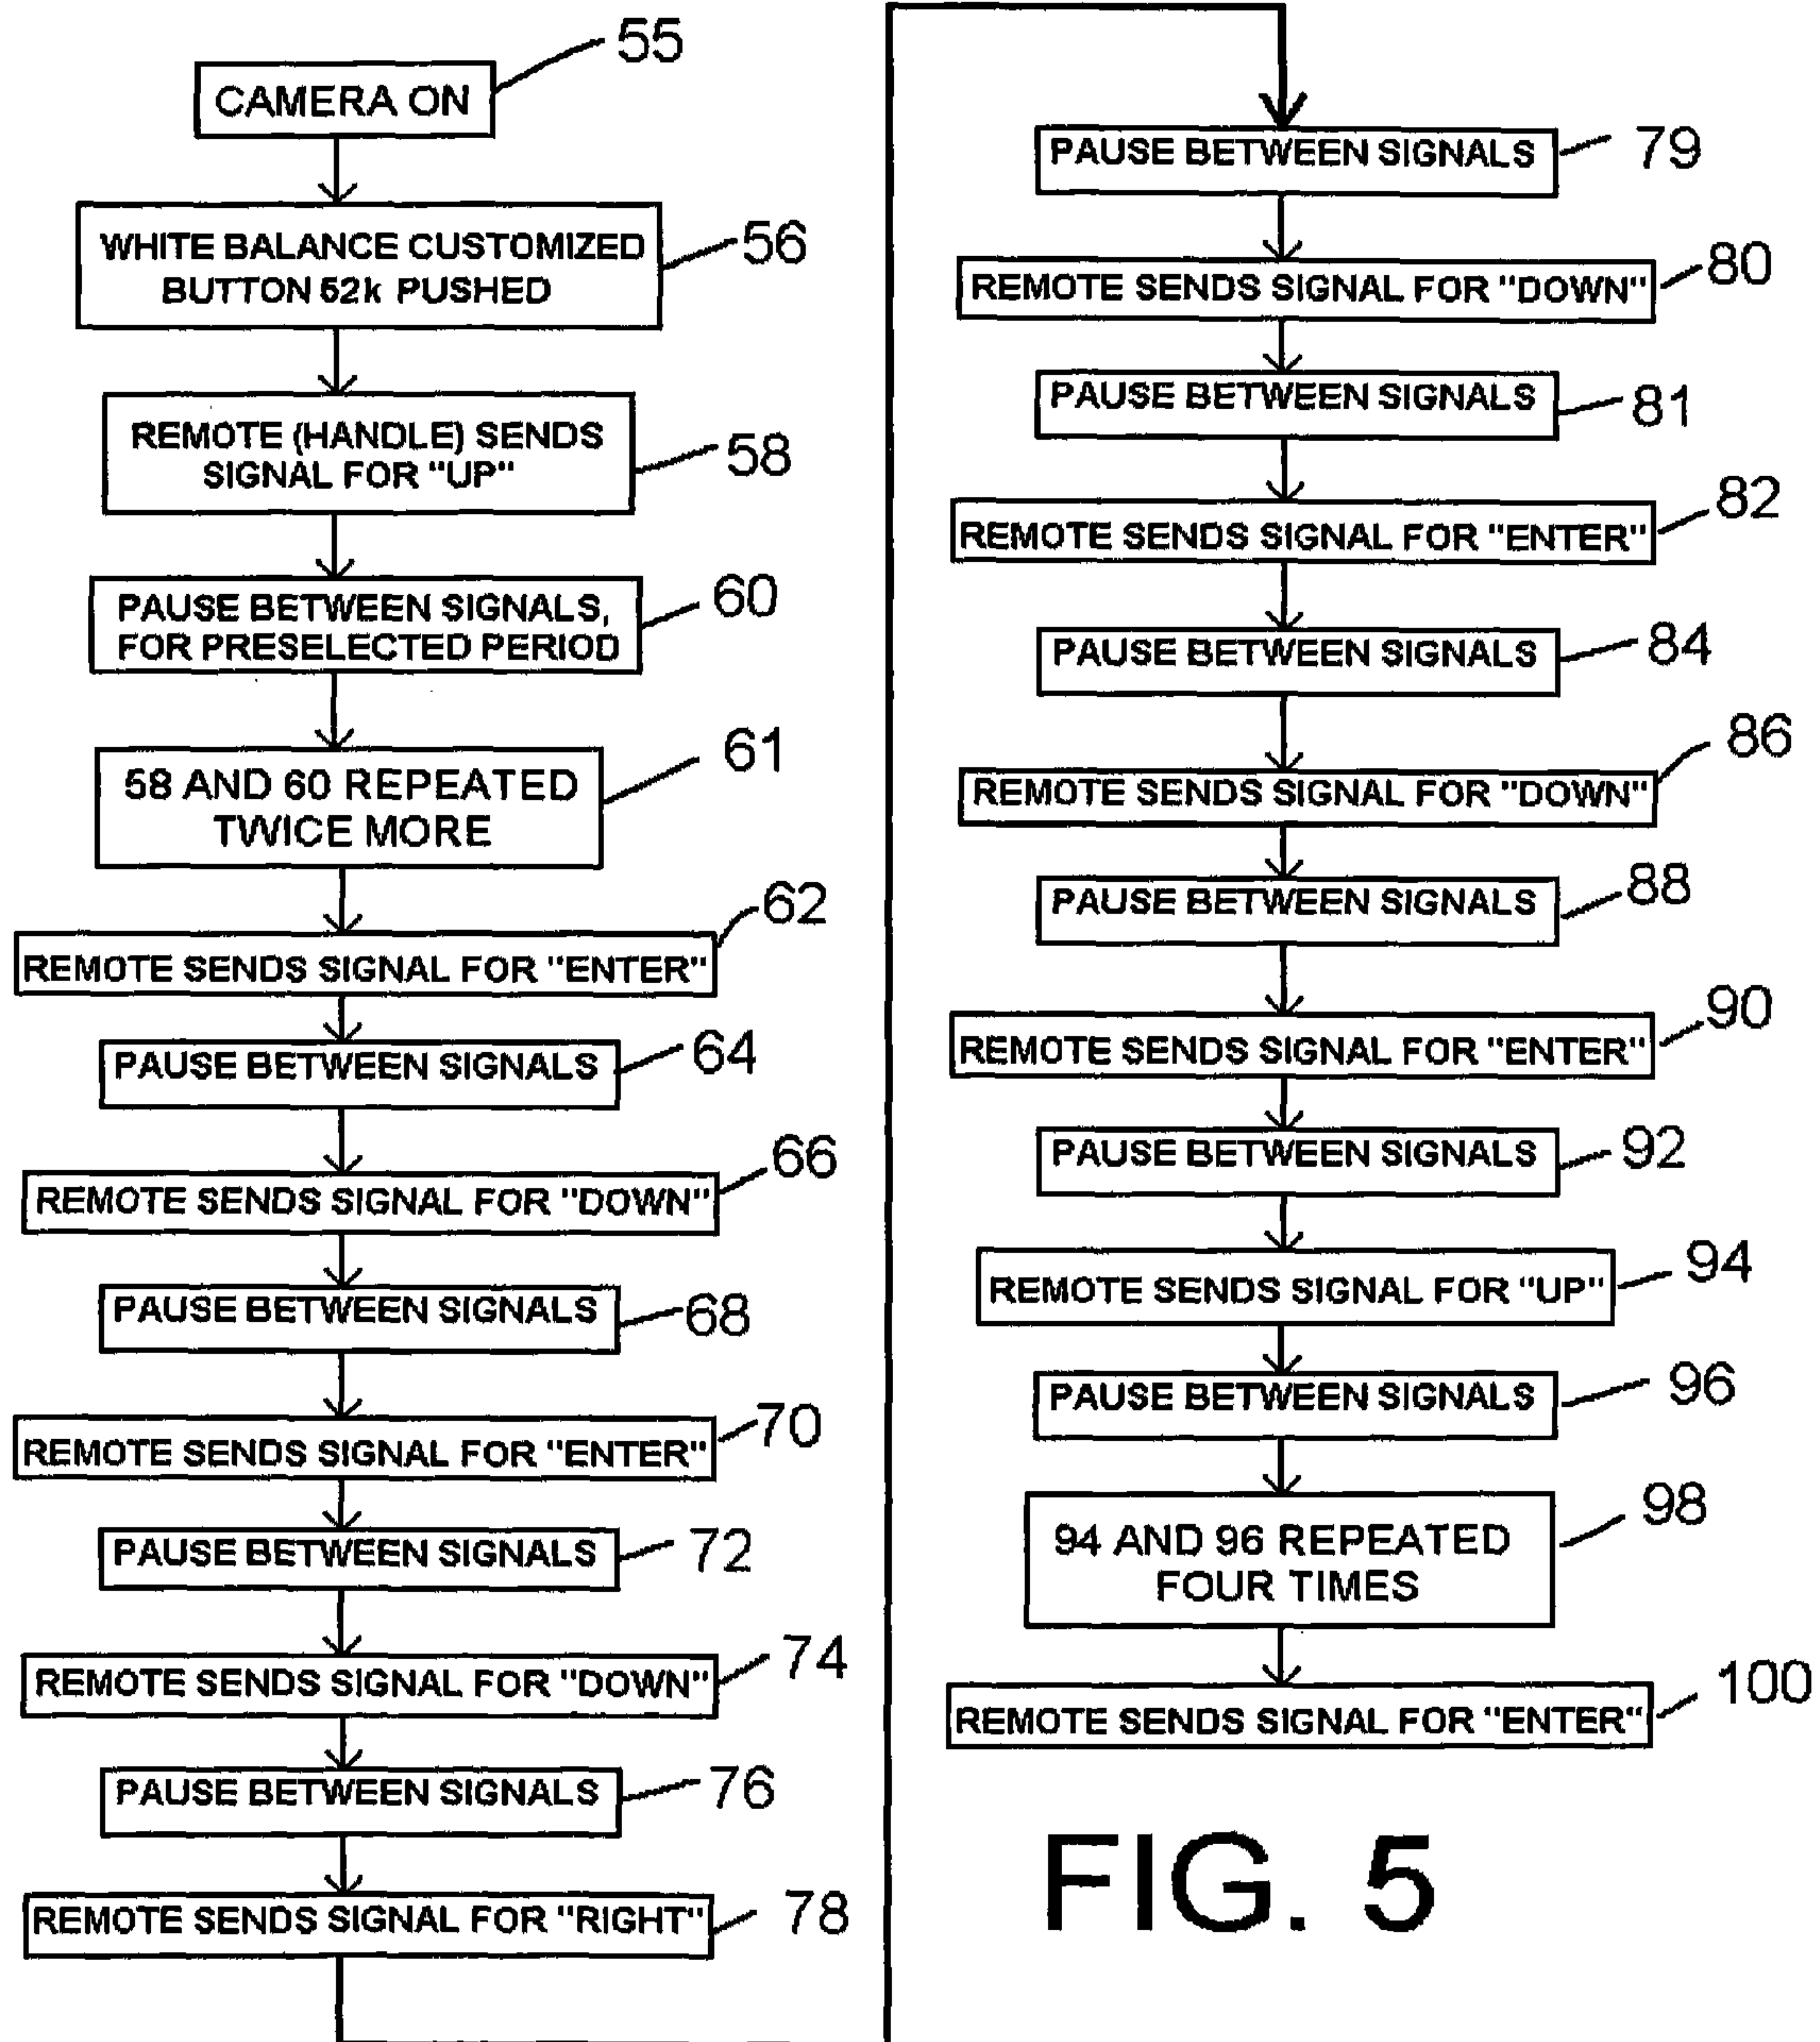 55
CAMERA ON
WHITE BALANCE CUSTOMIZED
BUTTON 52k PUSHED
56
REMOTE (HANDLE) SENDS
SIGNAL FOR "UP"
58
PAUSE BETWEEN SIGNALS,
FOR PRESELECTED PERIOD
60
58 AND 60 REPEATED
TWICE MORE
61
REMOTE SENDS SIGNAL FOR "ENTER"
62
PAUSE BETWEEN SIGNALS
64
REMOTE SENDS SIGNAL FOR "DOWN"
66
PAUSE BETWEEN SIGNALS
68
REMOTE SENDS SIGNAL FOR "ENTER"
70
PAUSE BETWEEN SIGNALS
72
REMOTE SENDS SIGNAL FOR "DOWN"
74
PAUSE BETWEEN SIGNALS
76
REMOTE SENDS SIGNAL FOR "RIGHT"
78
PAUSE BETWEEN SIGNALS
79
REMOTE SENDS SIGNAL FOR "DOWN"
80
PAUSE BETWEEN SIGNALS
81
REMOTE SENDS SIGNAL FOR "ENTER"
82
PAUSE BETWEEN SIGNALS
84
REMOTE SENDS SIGNAL FOR "DOWN"
86
PAUSE BETWEEN SIGNALS
88
REMOTE SENDS SIGNAL FOR "ENTER"
90
PAUSE BETWEEN SIGNALS
92
REMOTE SENDS SIGNAL FOR "UP"
94
PAUSE BETWEEN SIGNALS
96
94 AND 96 REPEATED
FOUR TIMES
98
REMOTE SENDS SIGNAL FOR "ENTER"
100
FIG. 5